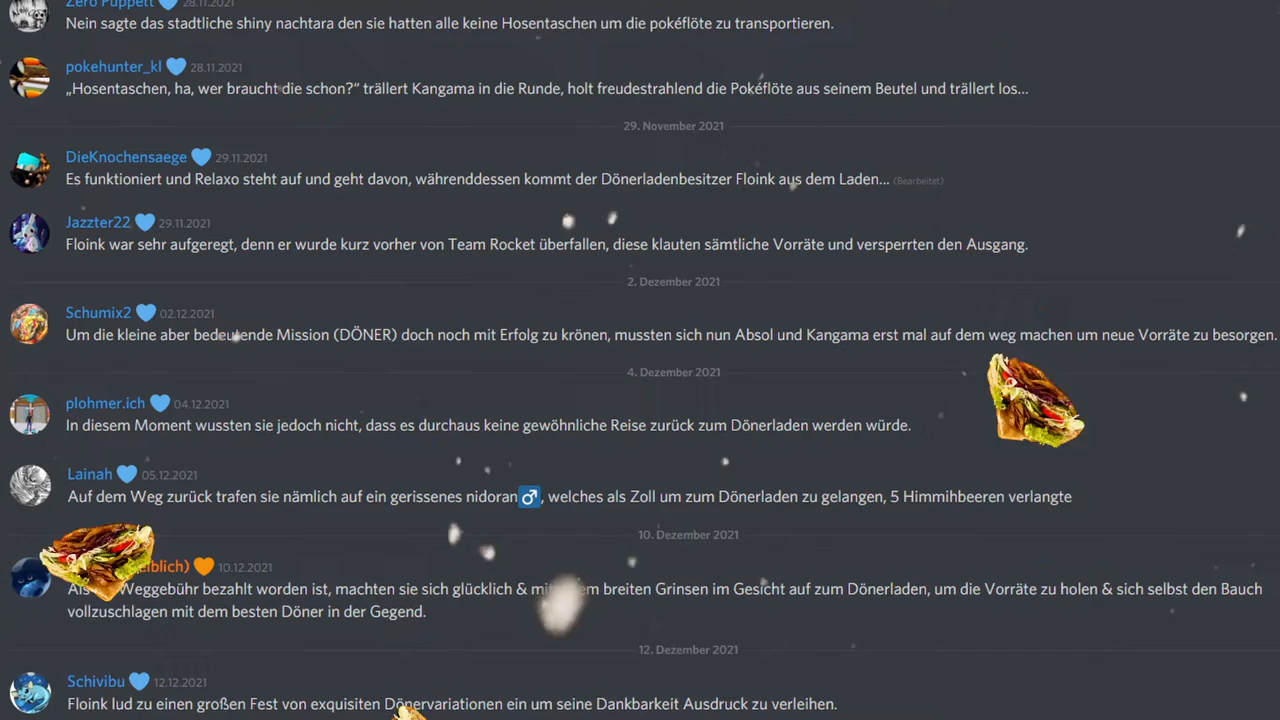 Zero Puppett 28.11.2021
Nein sagte das stadtliche shiny nachtara den sie hatten alle keine Hosentaschen um die pokéflöte zu transportieren.
pokehunter_kl 28.11.2021
„Hosentaschen, ha, wer braucht die schon?“ trällert Kangama in die Runde, holt freudestrahlend die Pokéflöte aus seinem Beutel und trällert los...
29. November 2021
DieKnochensaege 29.11.2021
Es funktioniert und Relaxo steht auf und geht davon, währenddessen kommt der Dönerladenbesitzer Floink aus dem Laden... (Bearbeitet)
Jazzter22 29.11.2021
Floink war sehr aufgeregt, denn er wurde kurz vorher von Team Rocket überfallen, diese klauten sämtliche Vorräte und versperrten den Ausgang.
2. Dezember 2021
Schumix2 02.12.2021
Um die kleine aber bedeutende Mission (DÖNER) doch noch mit Erfolg zu krönen, mussten sich nun Absol und Kangama erst mal auf dem weg machen um neue Vorräte zu besorgen.
4. Dezember 2021
plohmer.ich 04.12.2021
In diesem Moment wussten sie jedoch nicht, dass es durchaus keine gewöhnliche Reise zurück zum Dönerladen werden würde.
Lainah 05.12.2021
Auf dem Weg zurück trafen sie nämlich auf ein gerissenes nidoran♂, welches als Zoll um zum Dönerladen zu gelangen, 5 Himmihbeeren verlangte
10. Dezember 2021
iblich) 10.12.2021
Als Weggebühr bezahlt worden ist, machten sie sich glücklich & breiten Grinsen im Gesicht auf zum Dönerladen, um die Vorräte zu holen & sich selbst den Bauch
vollzuschlagen mit dem besten Döner in der Gegend.
12. Dezember 2021
Schivibu 12.12.2021
Floink lud zu einen großen Fest von exquisiten Dönervariationen ein um seine Dankbarkeit Ausdruck zu verleihen.